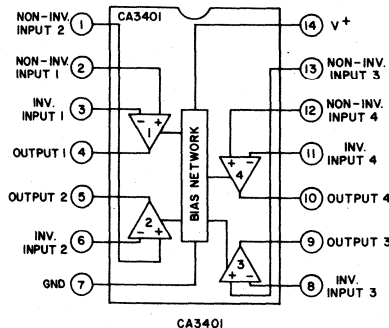 CA3401
NON-INV.
INPUT 2
1
NON-INV.
INPUT 1
2
INV.
INPUT 1
3
OUTPUT 1
4
OUTPUT 2
5
INV.
INPUT 2
6
GND
7
- +
1
2
- +
BIAS NETWORK
+ -
4
3
+ -
14
V+
13
NON-INV.
INPUT 3
12
NON-INV.
INPUT 4
11
INV.
INPUT 4
10
OUTPUT 4
9
OUTPUT 3
8
INV.
INPUT 3
CA3401